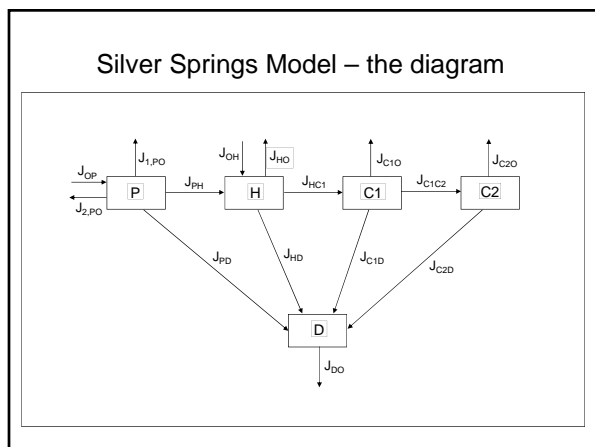 Silver Springs Model – the diagram
J1,PO
JOH
JHO
JC1O
JC2O
JOP
JPH
JHC1
JC1C2
P
H
C1
C2
J2,PO
JPD
JHD
JC1D
JC2D
D
JDO